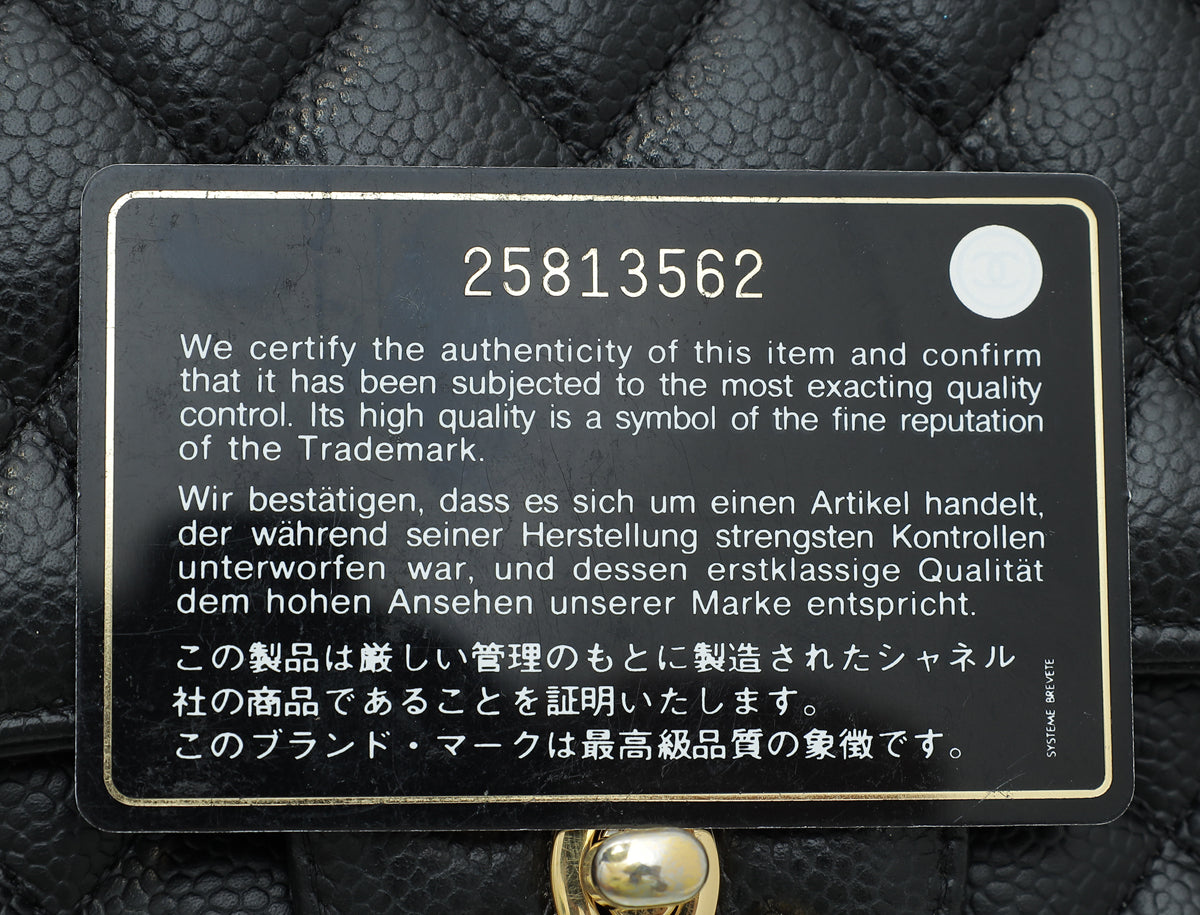 25813562
We certify the authenticity of this item and confirm
that it has been subjected to the most exacting quality
control. Its high quality is a symbol of the fine reputation
of the Trademark.
Wir bestätigen, dass es sich um einen Artikel handelt,
der während seiner Herstellung strengsten Kontrollen
unterworfen war, und dessen erstklassige Qualität
dem hohen Ansehen unserer Marke entspricht.
この製品は厳しい管理のもとに製造されたシャネル
社の商品であることを証明いたします。
このブランド・マークは最高級品質の象徴です。
SYSTEME BREVETE